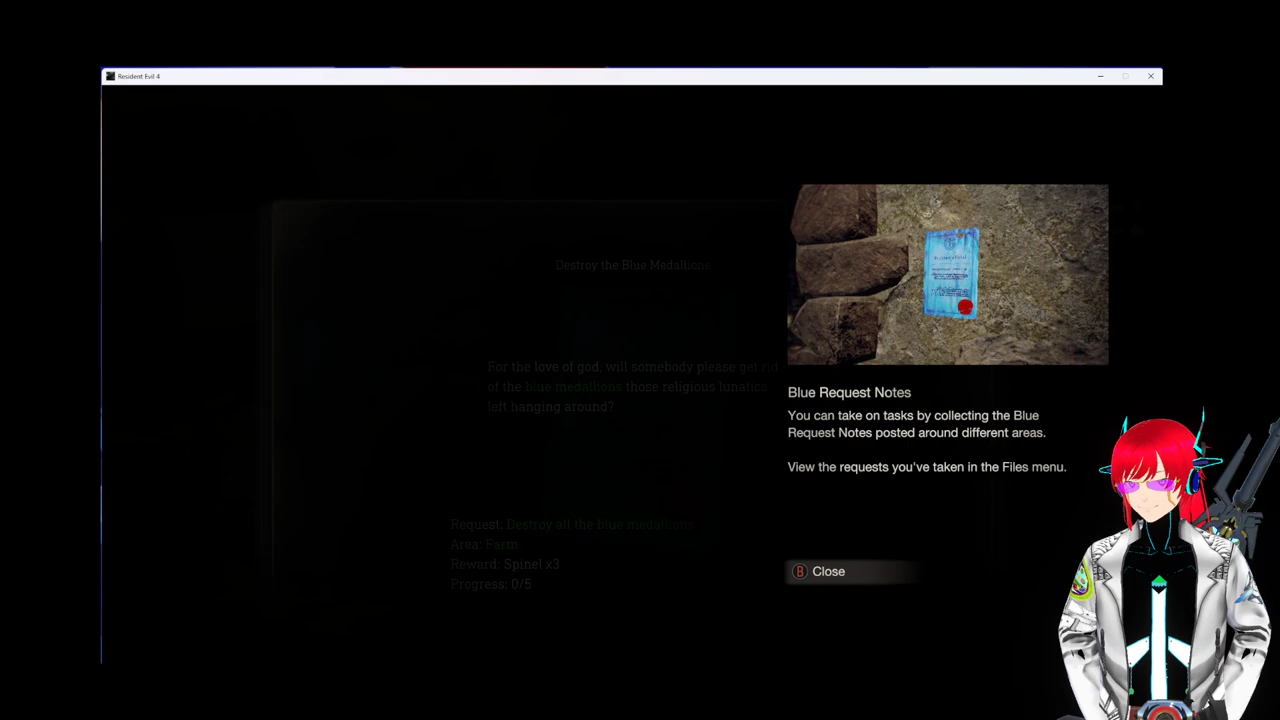 Resident Evil 4
Destroy the Blue Medallions
For the love of god, will somebody please get rid
of the blue medallions those religious lunatics
left hanging around?
Request: Destroy all the blue medallions
Area: Farm
Reward: Spinel x3
Progress: 0/5
Blue Request Notes
You can take on tasks by collecting the Blue
Request Notes posted around different areas.
View the requests you've taken in the Files menu.
B Close